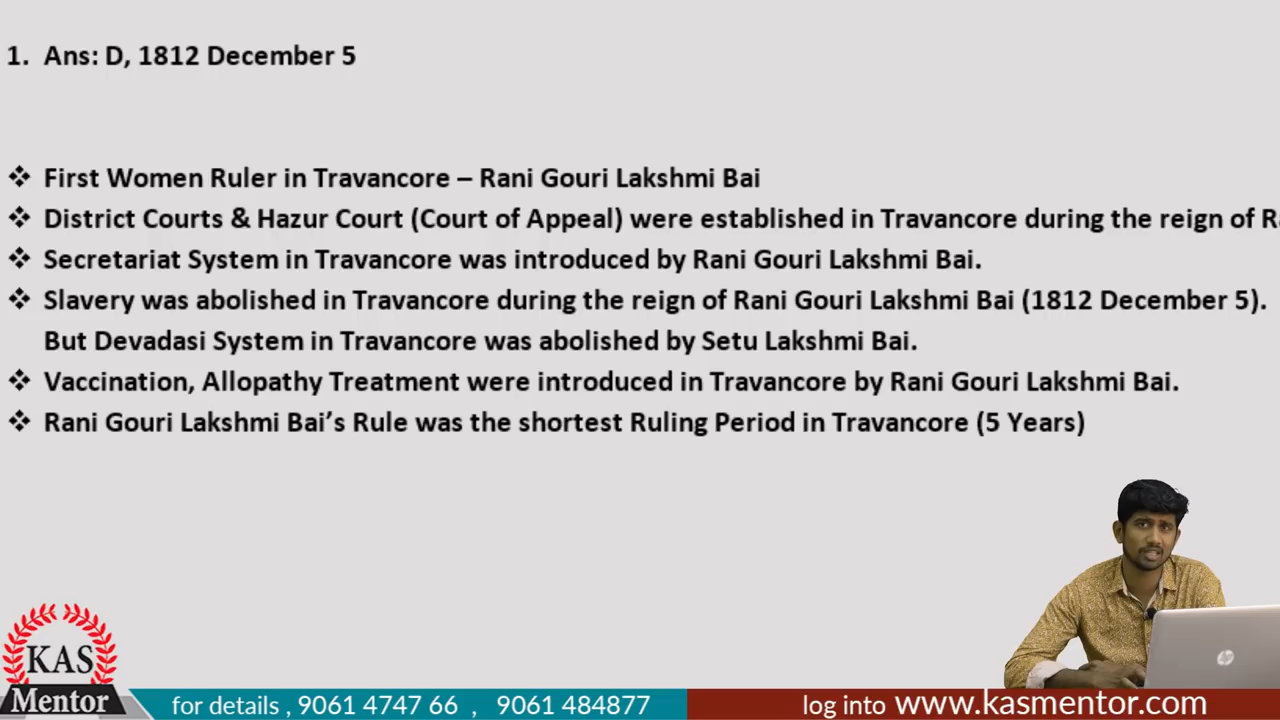 1. Ans: D, 1812 December 5
❖ First Women Ruler in Travancore – Rani Gouri Lakshmi Bai
❖ District Courts & Hazur Court (Court of Appeal) were established in Travancore during the reign of
❖ Secretariat System in Travancore was introduced by Rani Gouri Lakshmi Bai.
❖ Slavery was abolished in Travancore during the reign of Rani Gouri Lakshmi Bai (1812 December 5).
But Devadasi System in Travancore was abolished by Setu Lakshmi Bai.
❖ Vaccination, Allopathy Treatment were introduced in Travancore by Rani Gouri Lakshmi Bai.
❖ Rani Gouri Lakshmi Bai’s Rule was the shortest Ruling Period in Travancore (5 Years)
KAS
Mentor
for details , 9061 4747 66 , 9061 484877
log into www.kasmentor.com
hp